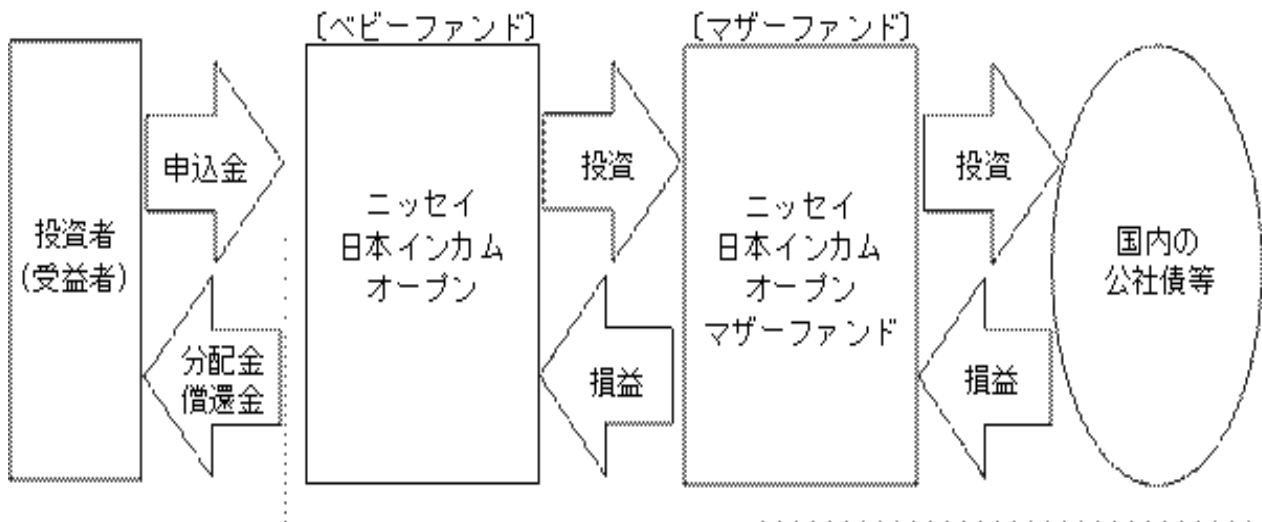 〔ベビーファンド〕
〔マザーファンド〕
申込金
投資
投資
投資者
(受益者)
ニッセイ
日本インカム
オープン
ニッセイ
日本インカム
オープン
マザーファンド
国内の
公社債等
分配金
償還金
損益
損益